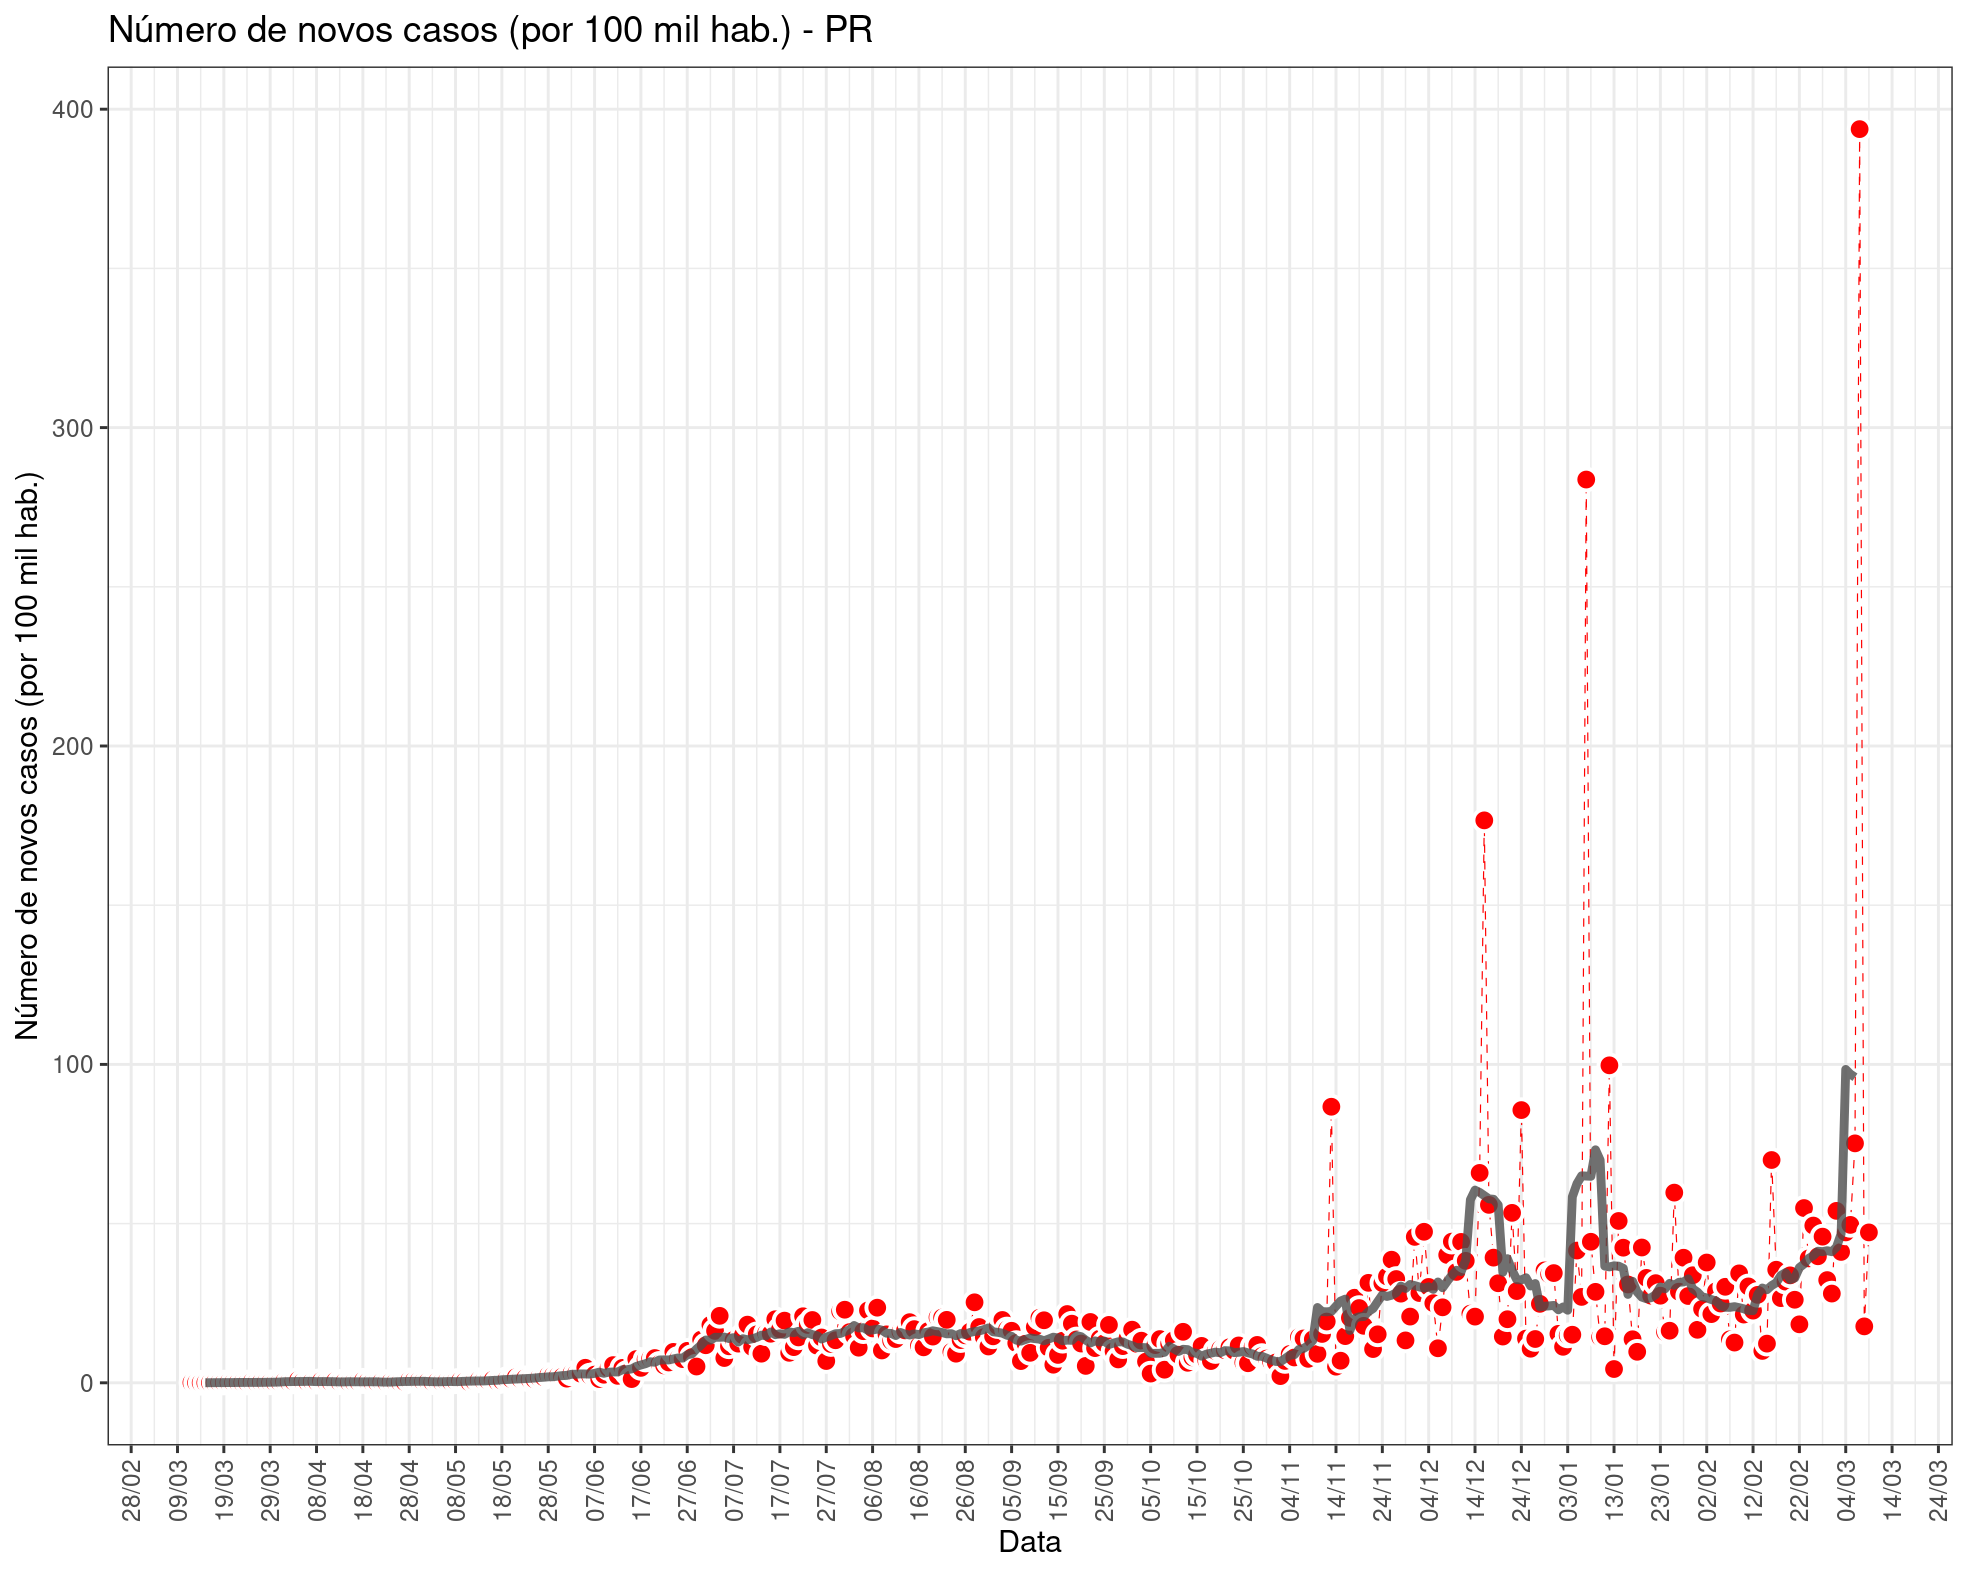 Número de novos casos (por 100 mil hab.) - PR
Número de novos casos (por 100 mil hab.)
400
300
200
100
0
28/02 09/03 19/03 29/03 08/04 18/04 28/04 08/05 18/05 28/05 07/06 17/06 27/06 07/07 17/07 27/07 06/08 16/08 26/08 05/09 15/09 25/09 05/10 15/10 25/10 04/11 14/11 24/11 04/12 14/12 24/12 03/01 13/01 23/01 02/02 12/02 22/02 04/03 14/03 24/03
Data